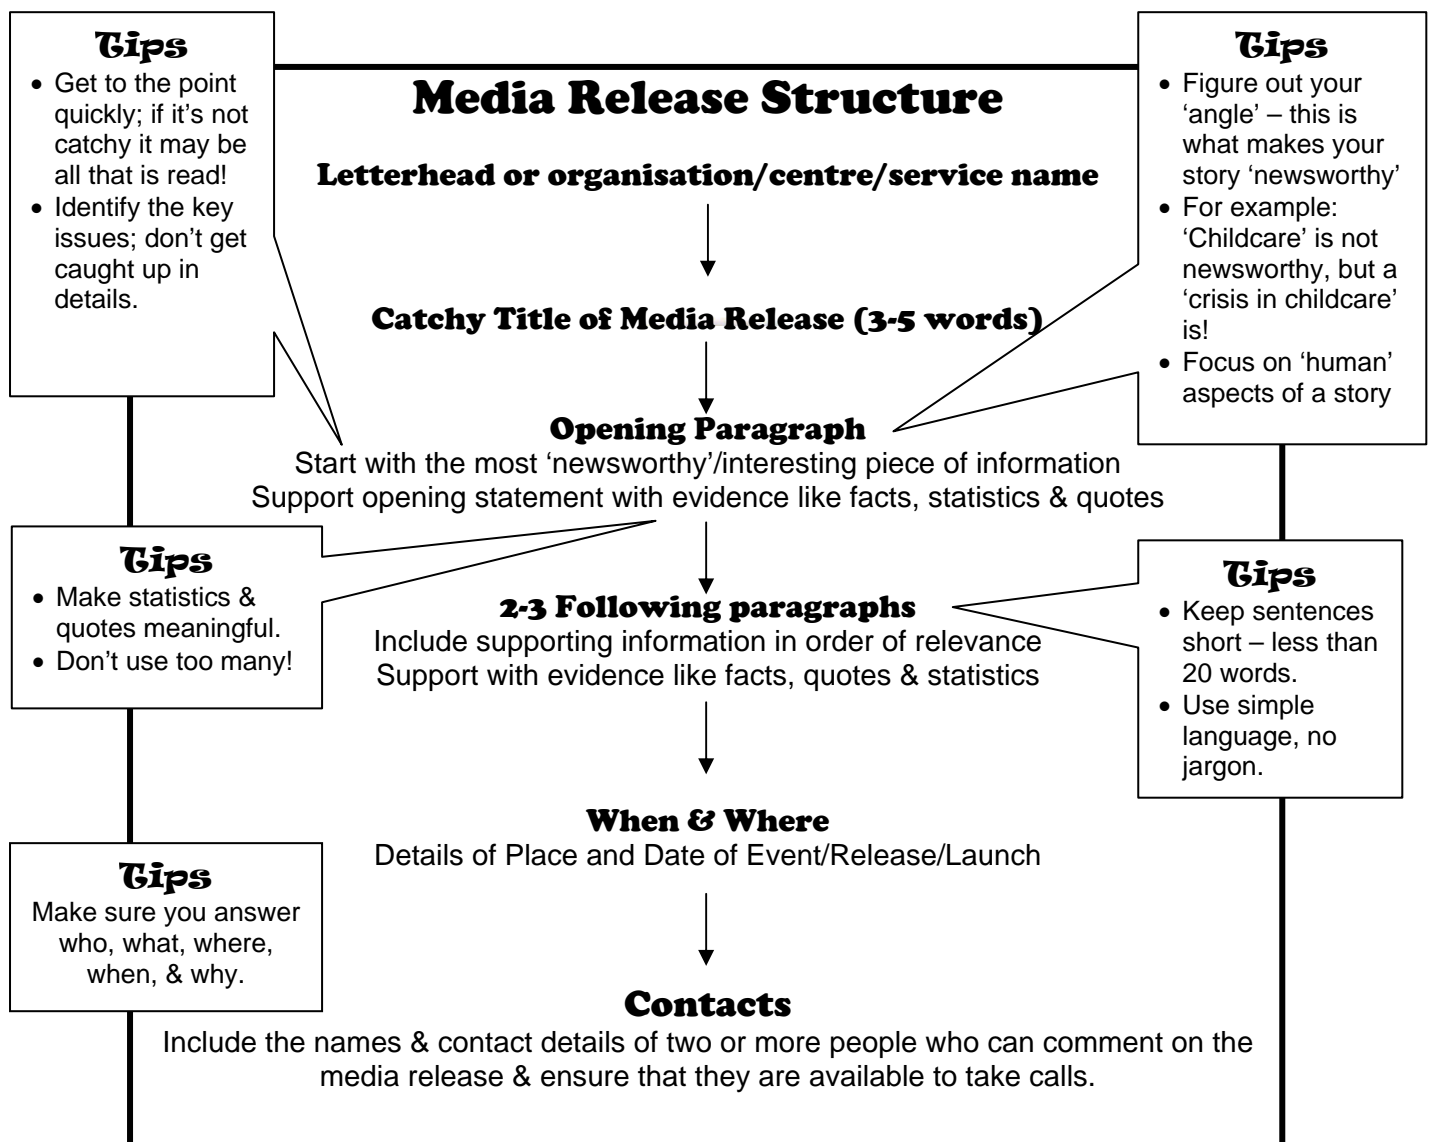 Tips
• Get to the point
quickly; if it’s not
catchy it may be
all that is read!
• Identify the key
issues; don’t get
caught up in
details.
Media Release Structure
Letterhead or organisation/centre/service name
Catchy Title of Media Release (3-5 words)
Tips
• Figure out your
‘angle’ – this is
what makes your
story ‘newsworthy’
• For example:
‘Childcare’ is not
newsworthy, but a
‘crisis in childcare’
is!
• Focus on ‘human’
aspects of a story
Opening Paragraph
Start with the most ‘newsworthy’/interesting piece of information
Support opening statement with evidence like facts, statistics & quotes
Tips
• Make statistics &
quotes meaningful.
• Don’t use too many!
2-3 Following paragraphs
Include supporting information in order of relevance
Support with evidence like facts, quotes & statistics
Tips
• Keep sentences
short – less than
20 words.
• Use simple
language, no
jargon.
When & Where
Details of Place and Date of Event/Release/Launch
Tips
Make sure you answer
who, what, where,
when, & why.
Contacts
Include the names & contact details of two or more people who can comment on the
media release & ensure that they are available to take calls.